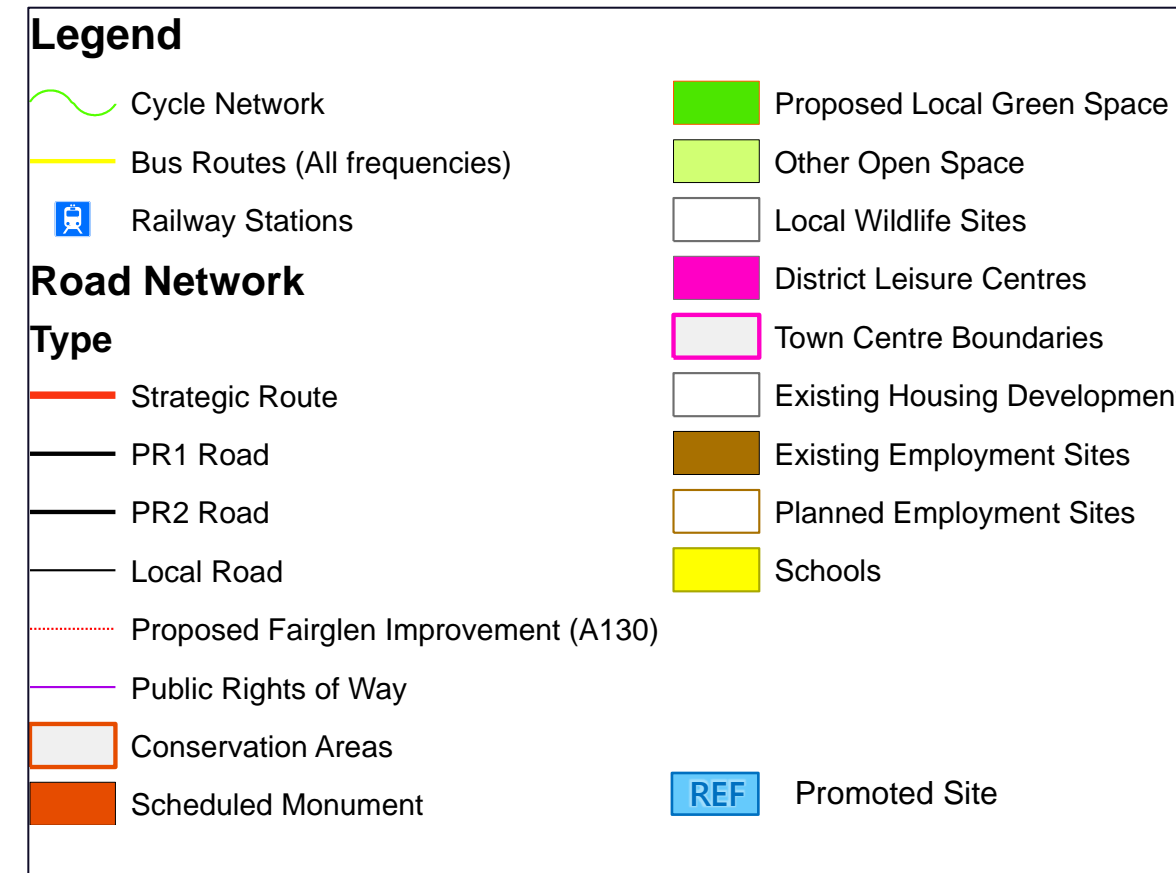 Legend
Cycle Network
Bus Routes (All frequencies)
Railway Stations
Road Network
Type
Strategic Route
PR1 Road
PR2 Road
Local Road
Proposed Fairglen Improvement (A130)
Public Rights of Way
Conservation Areas
Scheduled Monument
Proposed Local Green Space
Other Open Space
Local Wildlife Sites
District Leisure Centres
Town Centre Boundaries
Existing Housing Developmen
Existing Employment Sites
Planned Employment Sites
Schools
REF Promoted Site